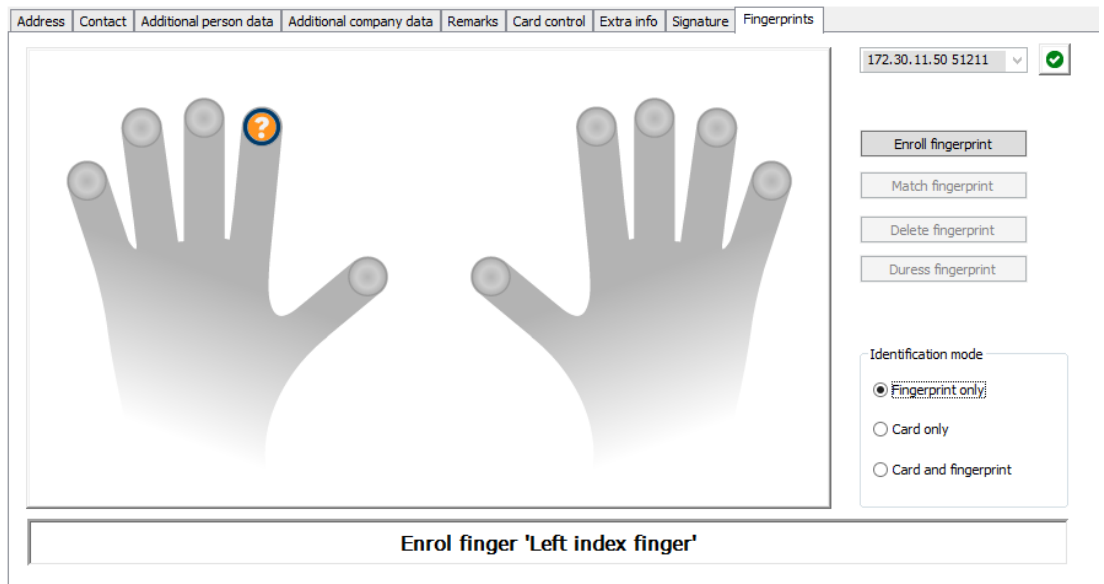 Address Contact Additional person data Additional company data Remarks Card control Extra info Signature Fingerprints
172.30.11.50 51211
?
Enroll fingerprint
Match fingerprint
Delete fingerprint
Duress fingerprint
Identification mode
Fingerprint only
Card only
Card and fingerprint
Enrol finger 'Left index finger'